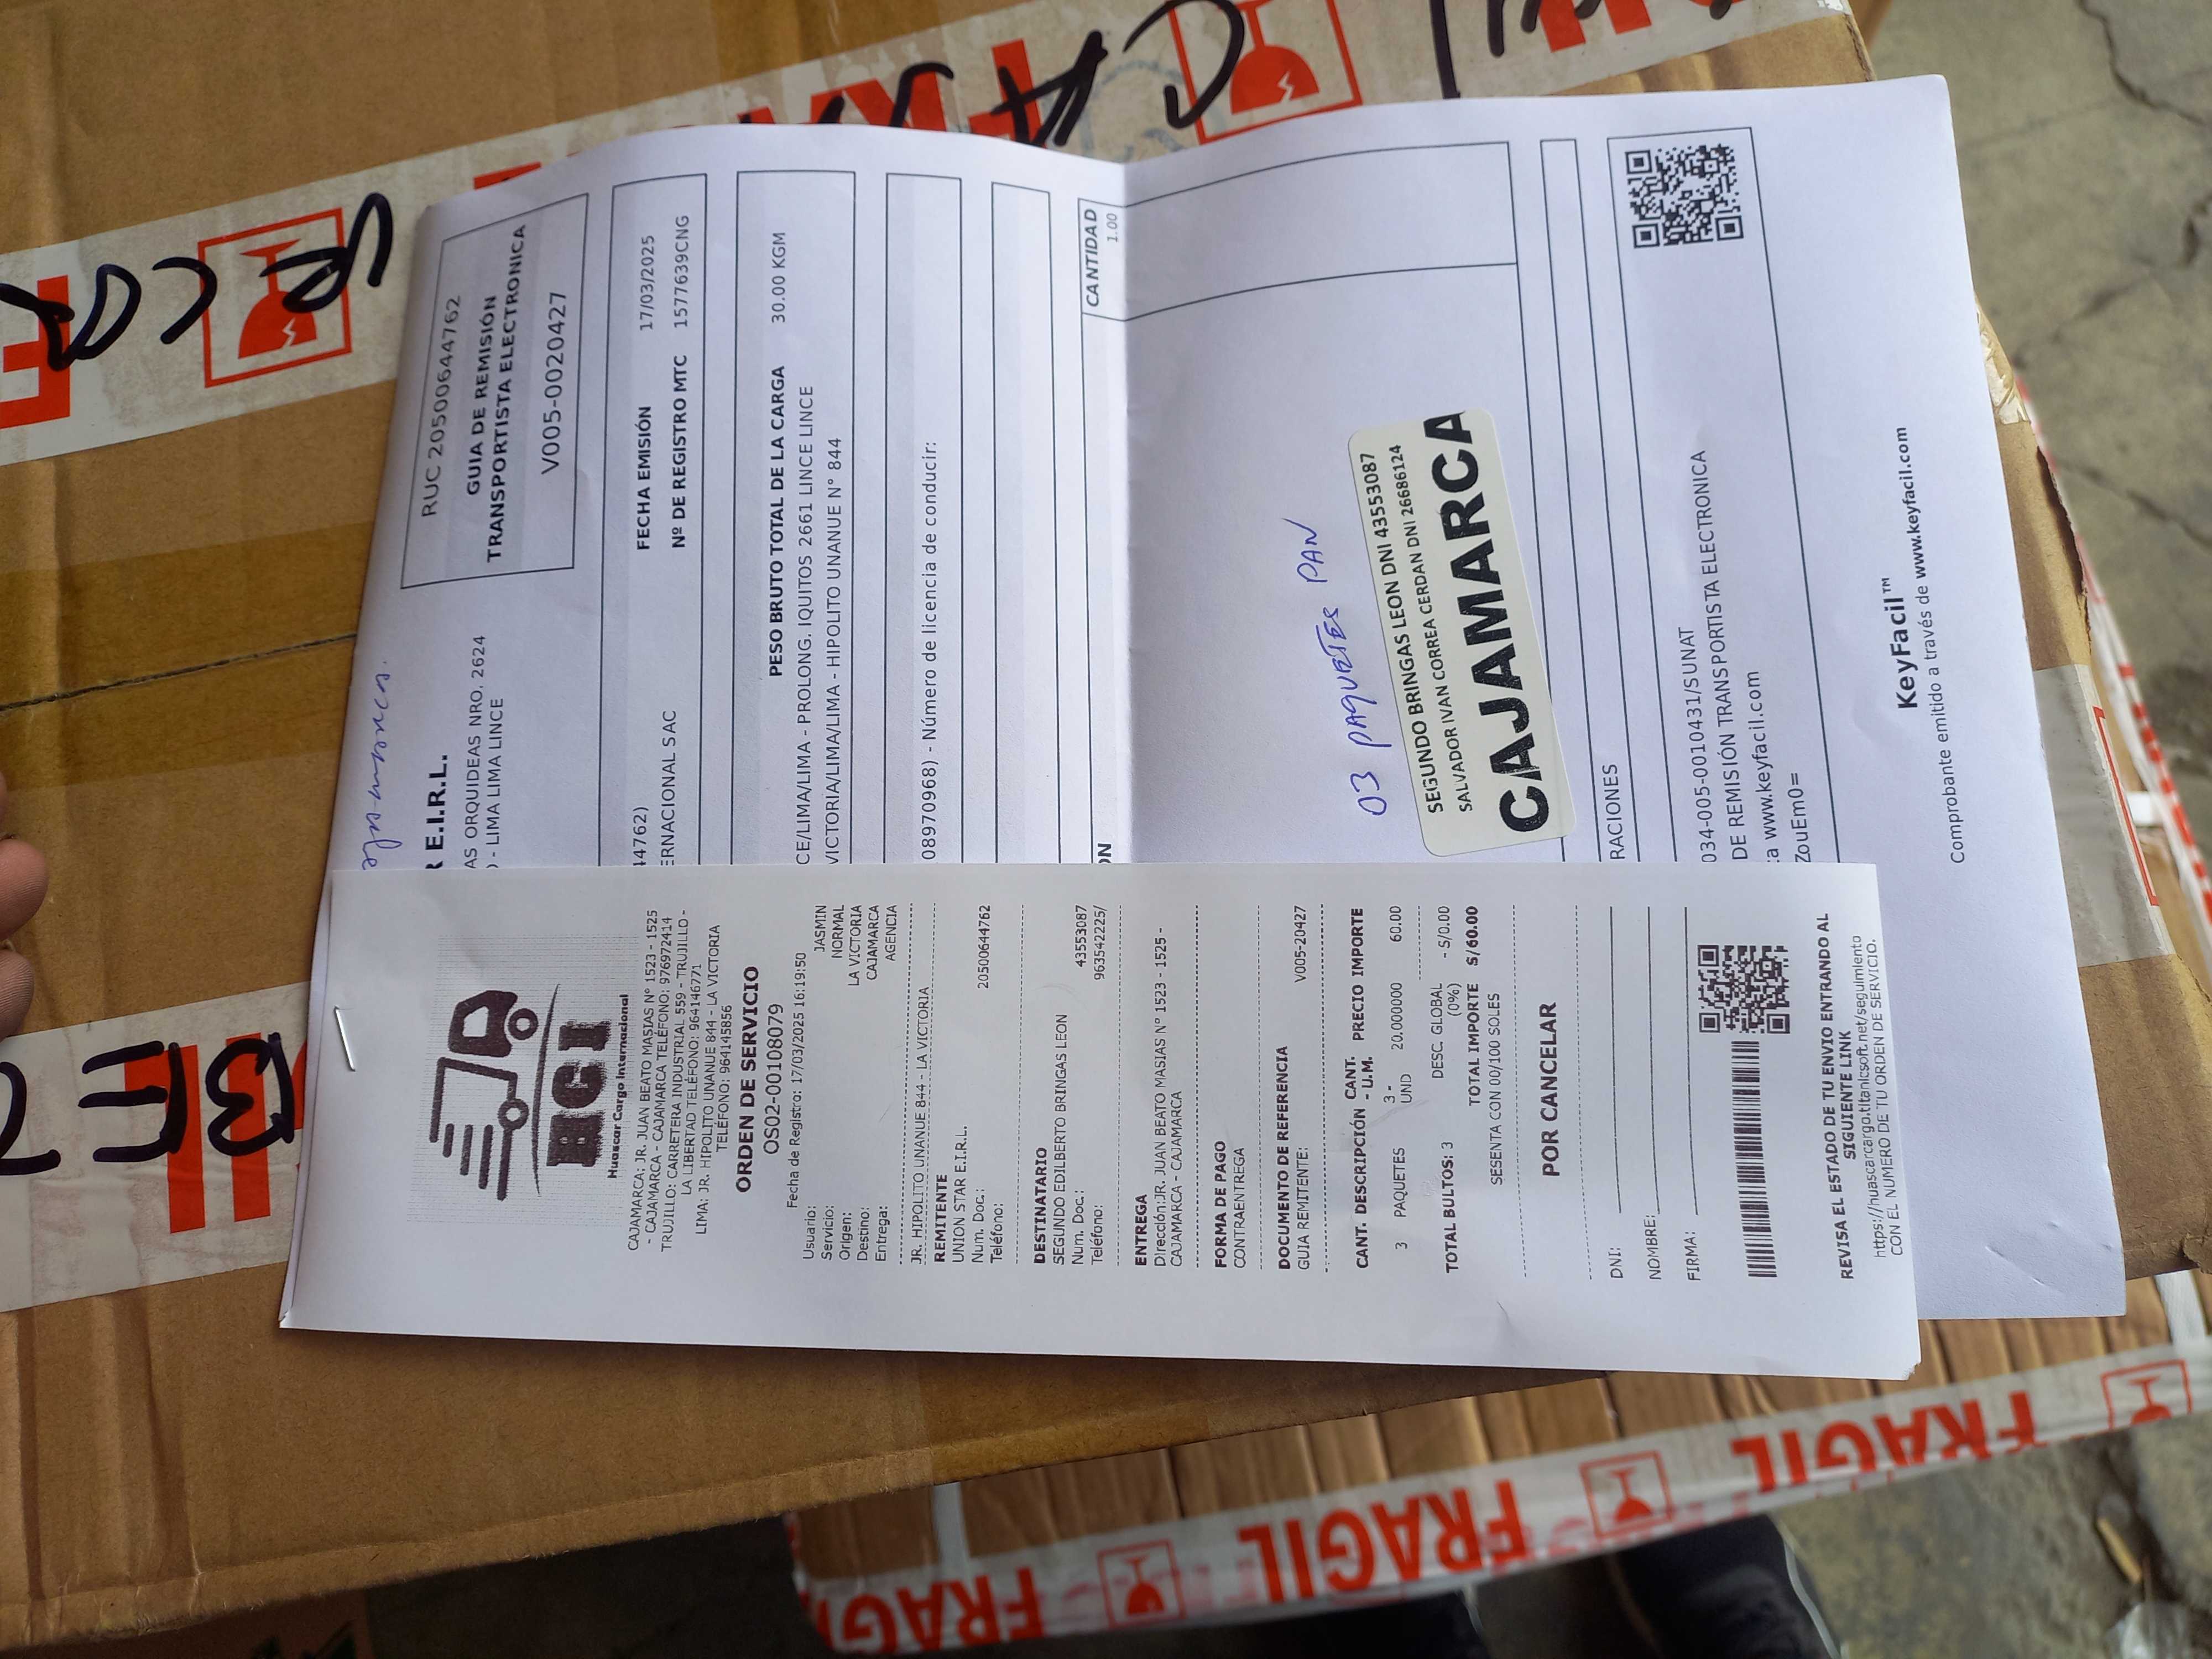 HCI
Huascar Cargo Internacional
CAJAMARCA: JR. JUAN BEATO MASIAS N° 1523 - 1525
- CAJAMARCA - CAJAMARCA TELÉFONO: 976972414
TRUJILLO: CARRETERA INDUSTRIAL 559 - TRUJILLO -
LA LIBERTAD TELÉFONO: 964146771
LIMA: JR. HIPOLITO UNANUE 844 - LA VICTORIA
TELÉFONO: 964145856
ORDEN DE SERVICIO
OS02-00108079
Fecha de Registro: 17/03/2025 16:19:50
Usuario: JASMIN
Servicio: NORMAL
Origen: LA VICTORIA
Destino: CAJAMARCA
Entrega: AGENCIA
JR. HIPOLITO UNANUE 844 - LA VICTORIA
REMITENTE
UNION STAR E.I.R.L.
Num. Doc.: 20500644762
Teléfono:
DESTINATARIO
SEGUNDO EDILBERTO BRINGAS LEON
Num. Doc.: 43553087
Teléfono: 963542225/
ENTREGA
Dirección:JR. JUAN BEATO MASIAS N° 1523 - 1525 -
CAJAMARCA - CAJAMARCA
FORMA DE PAGO
CONTRAENTREGA
DOCUMENTO DE REFERENCIA
GUIA REMITENTE: V005-20427
CANT. DESCRIPCIÓN CANT. - U.M. PRECIO IMPORTE
3 PAQUETES 3 - UND 20.000000 60.00
DESC. GLOBAL (0%) - S/0.00
TOTAL BULTOS: 3 TOTAL IMPORTE S/60.00
SESENTA CON 00/100 SOLES
POR CANCELAR
DNI:
NOMBRE:
FIRMA:
REVISA EL ESTADO DE TU ENVIO ENTRANDO AL
SIGUIENTE LINK
https://huascarcargo.titanicsoft.net/seguimiento
CON EL NUMERO DE TU ORDEN DE SERVICIO.
R E.I.R.L.
AS ORQUIDEAS NRO. 2624
- LIMA LIMA LINCE
RUC 20500644762
GUIA DE REMISIÓN
TRANSPORTISTA ELECTRONICA
V005-0020427
44762) FECHA EMISIÓN 17/03/2025
ERNACIONAL SAC Nº DE REGISTRO MTC 1577639CNG
PESO BRUTO TOTAL DE LA CARGA 30.00 KGM
CE/LIMA/LIMA - PROLONG. IQUITOS 2661 LINCE LINCE
VICTORIA/LIMA/LIMA - HIPOLITO UNANUE N° 844
08970968) - Número de licencia de conducir:
ON CANTIDAD
1.00
03 PAQUETES PAN
SEGUNDO BRINGAS LEON DNI 43553087
SALVADOR IVAN CORREA CERDAN DNI 26686124
CAJAMARCA
RACIONES
034-005-0010431/SUNAT
DE REMISIÓN TRANSPORTISTA ELECTRONICA
a www.keyfacil.com
ZouEm0=
KeyFacil™
Comprobante emitido a través de www.keyfacil.com
FRAGIL
FRAGIL
FRAGIL